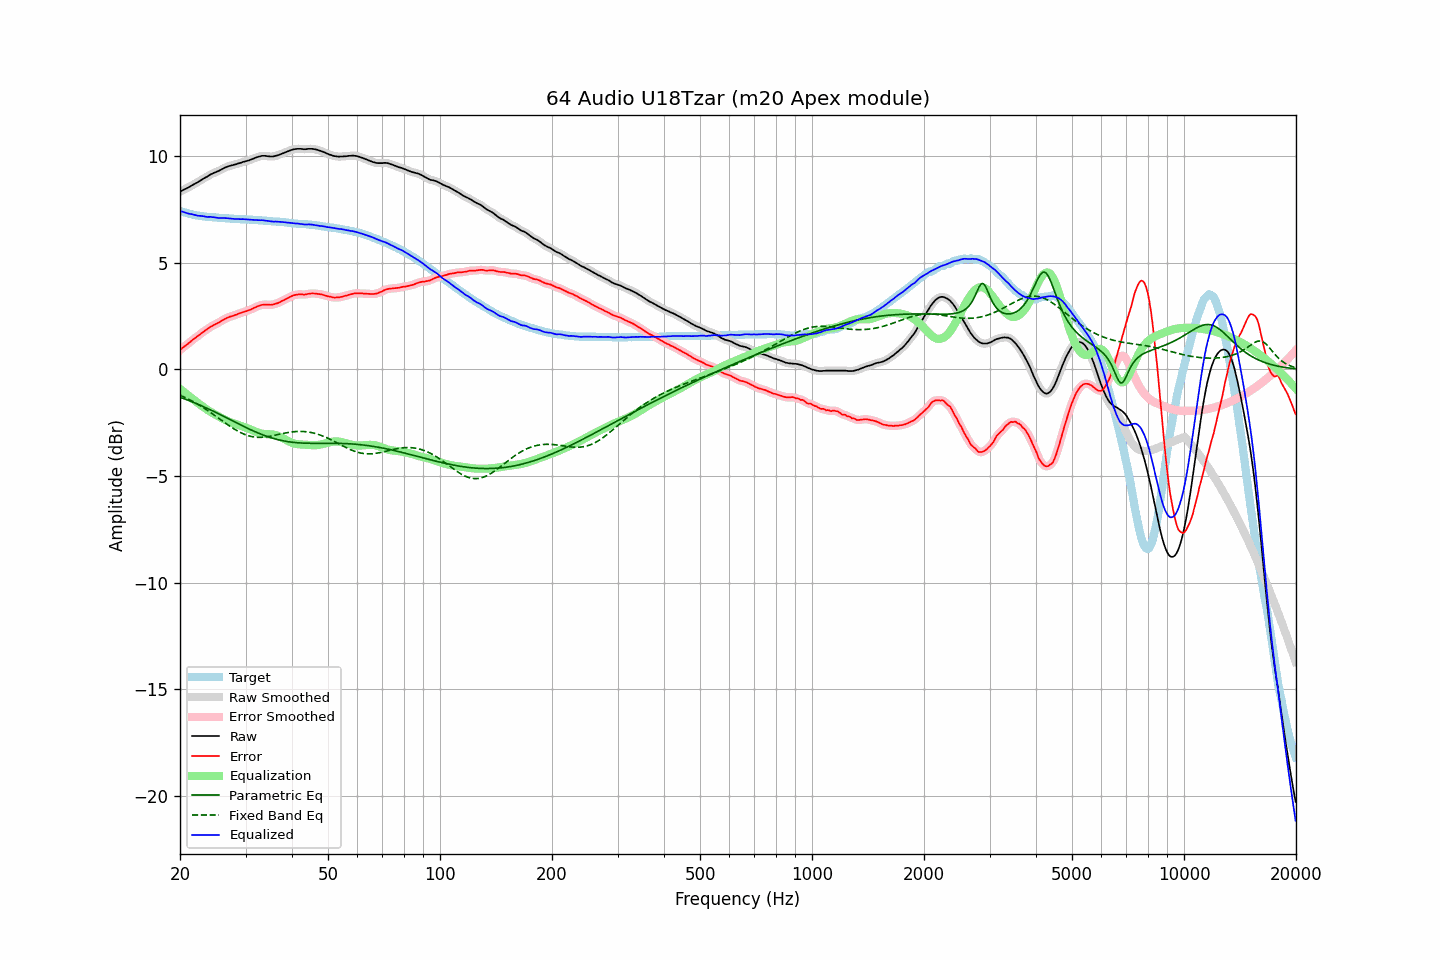 64 Audio U18Tzar (m20 Apex module)
10
5
0
−5
−10
−15
−20
Amplitude (dBr)
Target
Raw Smoothed
Error Smoothed
Raw
Error
Equalization
Parametric Eq
Fixed Band Eq
Equalized
20 50 100 200 500 1000 2000 5000 10000 20000
Frequency (Hz)